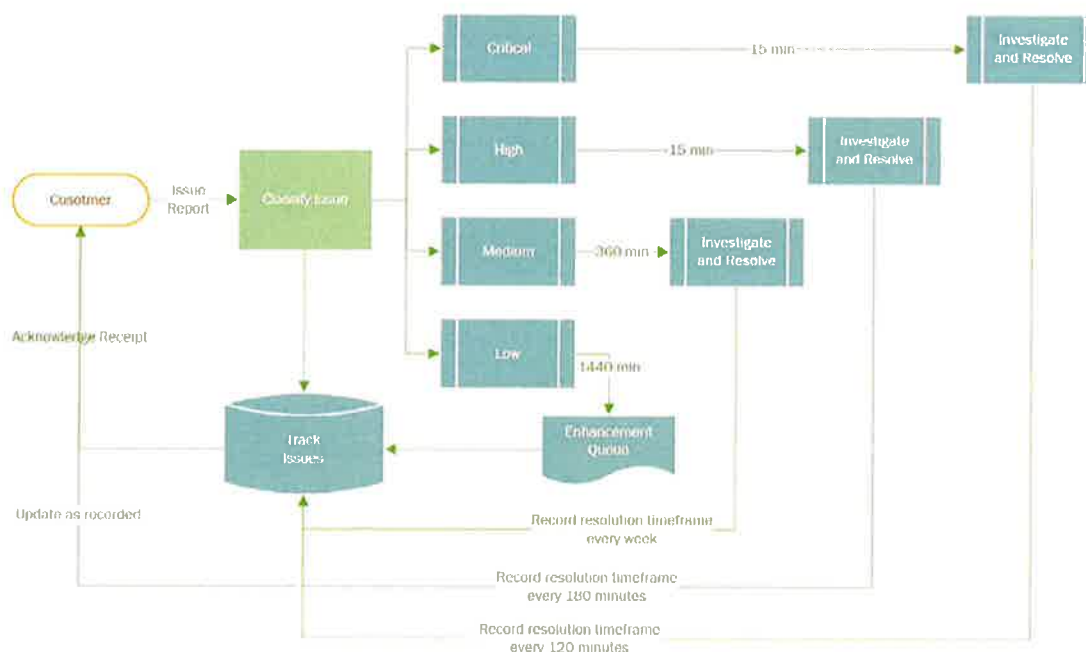 Critical
15 min
Investigate
and Resolve
High
15 min
Investigate
and Resolve
Cusotmer
Issue
Report
Classify Issue
Medium
360 min
Investigate
and Resolve
Acknowledge Receipt
Low
1440 min
Track
Issues
Enhancement
Queue
Update as recorded
Record resolution timeframe
every week
Record resolution timeframe
every 180 minutes
Record resolution timeframe
every 120 minutes